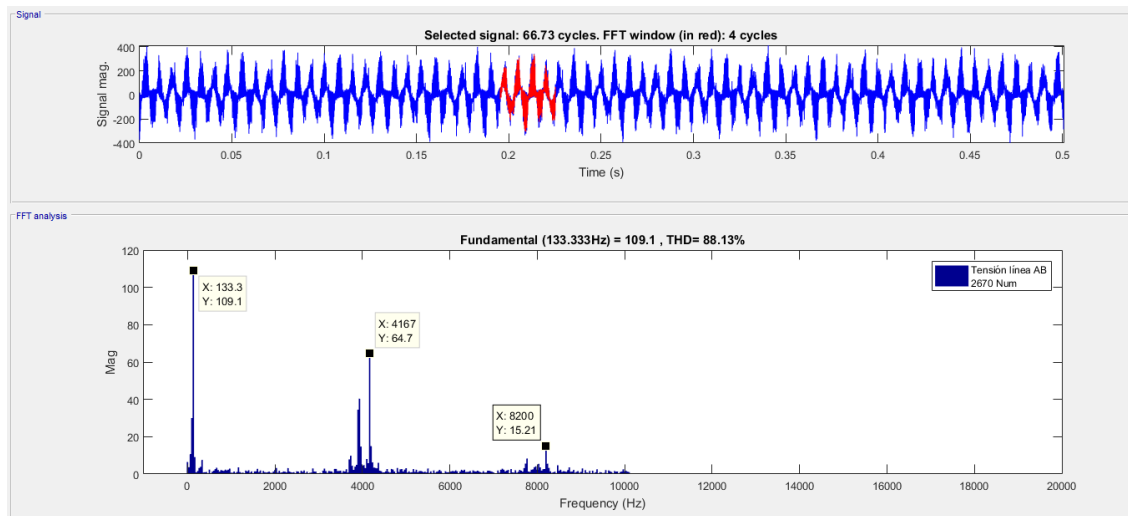 Signal
Selected signal: 66.73 cycles. FFT window (in red): 4 cycles
Signal mag.
400
200
0
-200
-400
0 0.05 0.1 0.15 0.2 0.25 0.3 0.35 0.4 0.45 0.5
Time (s)
FFT analysis
Fundamental (133.333Hz) = 109.1 , THD= 88.13%
Mag
120
100
80
60
40
20
0
X: 133.3
Y: 109.1
X: 4167
Y: 64.7
X: 8200
Y: 15.21
Tensión línea AB
2670 Num
0 2000 4000 6000 8000 10000 12000 14000 16000 18000 20000
Frequency (Hz)